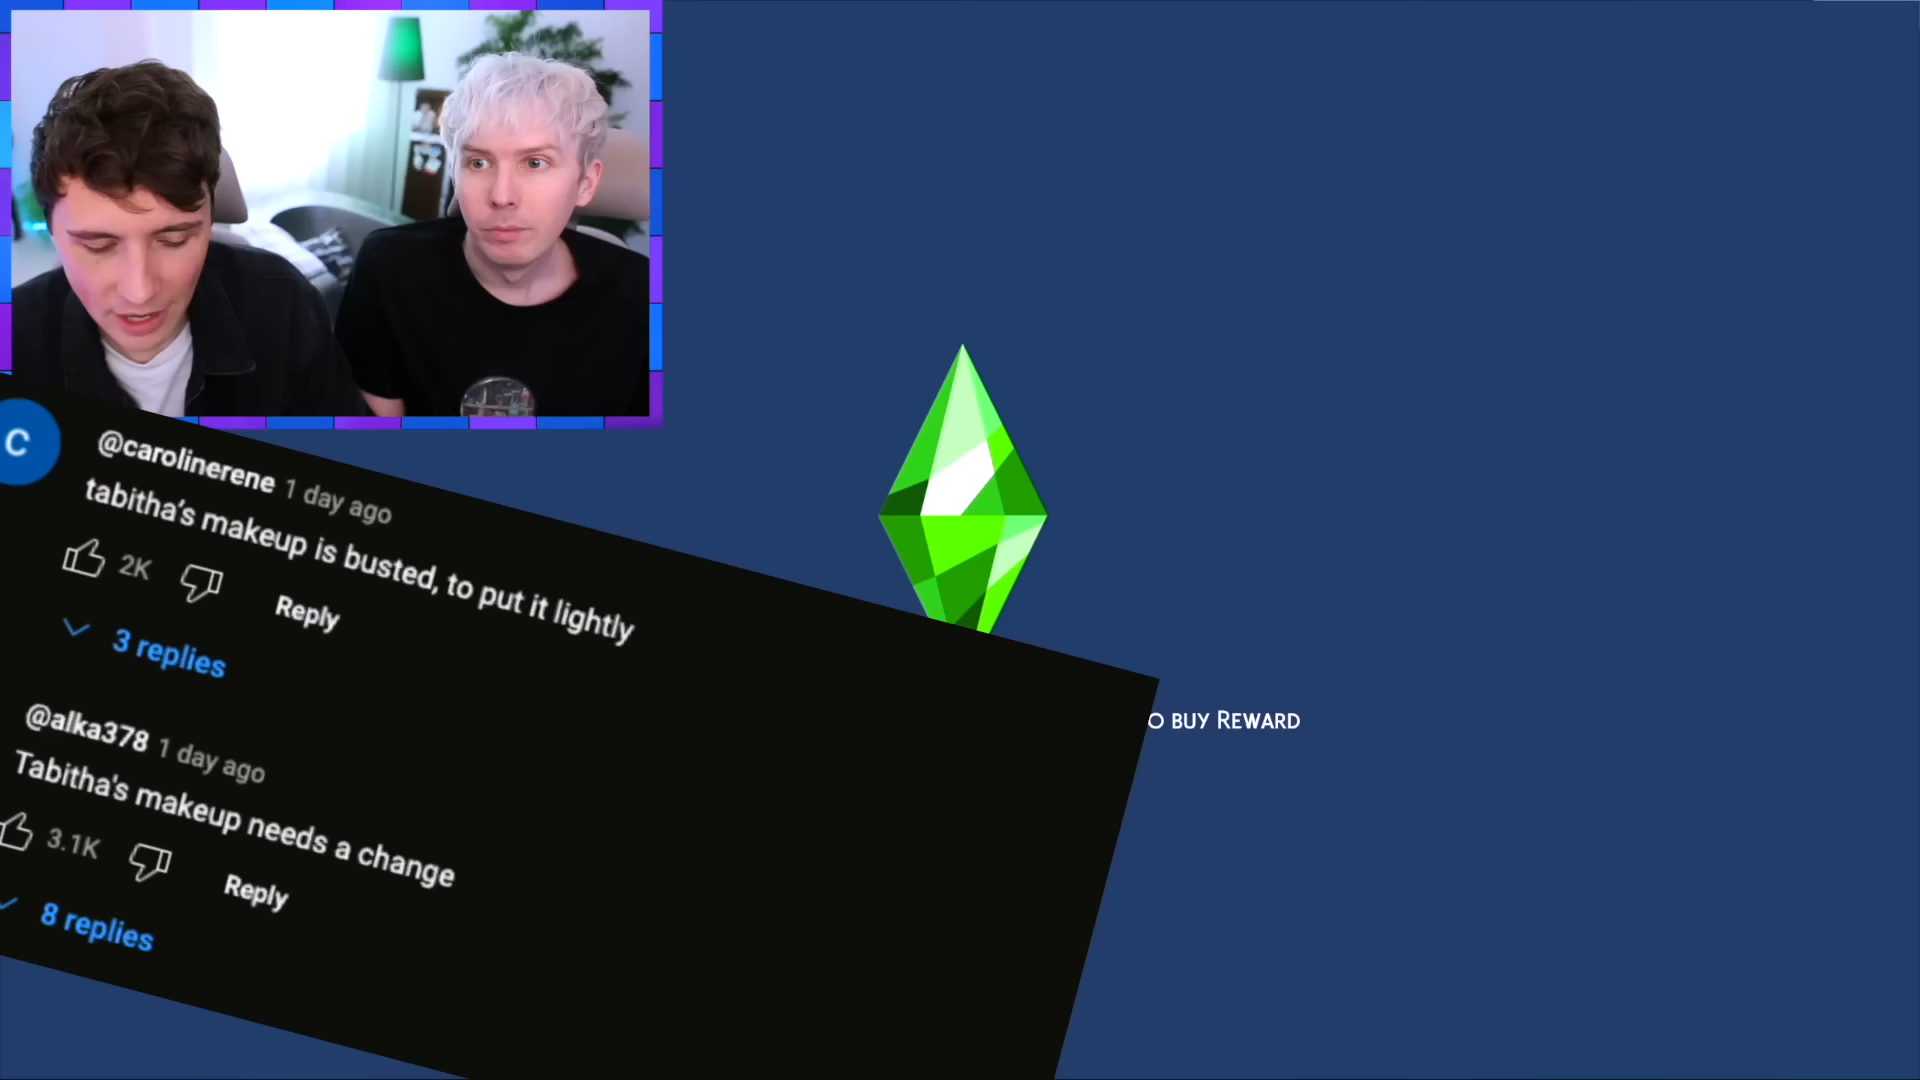 C
@carolinerene 1 day ago
tabitha's makeup is busted, to put it lightly
2K
Reply
3 replies
@alka378 1 day ago
Tabitha's makeup needs a change
3.1K
Reply
8 replies
BUY REWARD